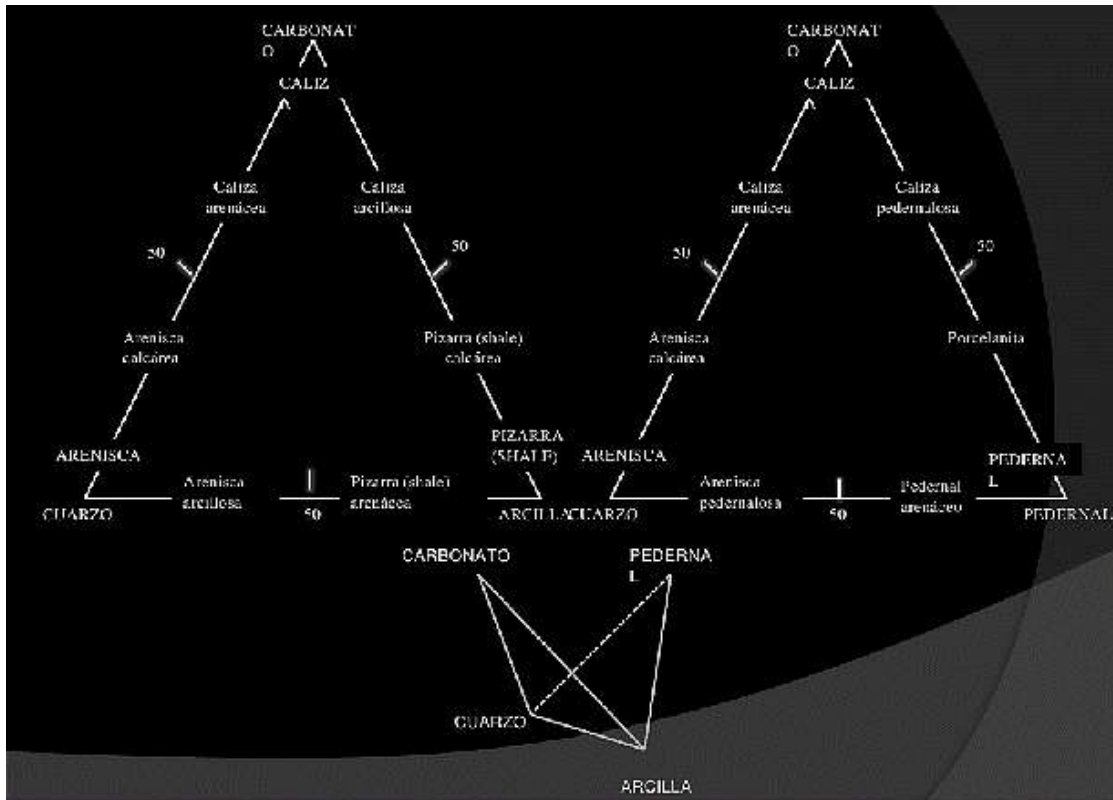 CARBONAT
O
CALIZ
A
Caliza
arenácea
Caliza
arcillosa
50
50
Arenisca
calcárea
Pizarra (shale)
calcárea
ARENISCA
PIZARRA
(SHALE)
Arenisca
arcillosa
50
Pizarra (shale)
arenácea
CUARZO
ARCILLA
CARBONAT
O
CALIZ
A
Caliza
arenácea
Caliza
pedernulosa
50
50
Arenisca
calcárea
Porcelanita
ARENISCA
PEDERNA
L
Arenisca
pedernalosa
50
Pedernal
arenáceo
CUARZO
PEDERNAL
CARBONATO
PEDERNA
L
CUARZO
ARCILLA